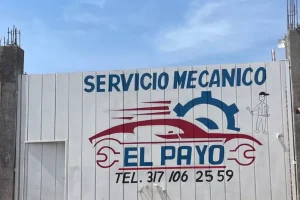 SERVICIO MECANICO
EL PAYO
TEL. 317 106 25 59